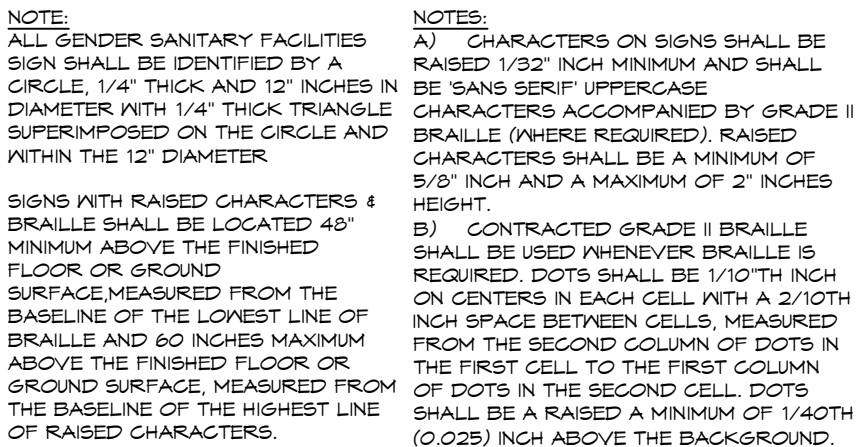 NOTE:
ALL GENDER SANITARY FACILITIES
SIGN SHALL BE IDENTIFIED BY A
CIRCLE, 1/4" THICK AND 12" INCHES IN
DIAMETER WITH 1/4" THICK TRIANGLE
SUPERIMPOSED ON THE CIRCLE AND
WITHIN THE 12" DIAMETER
SIGNS WITH RAISED CHARACTERS &
BRAILLE SHALL BE LOCATED 48"
MINIMUM ABOVE THE FINISHED
FLOOR OR GROUND
SURFACE,MEASURED FROM THE
BASELINE OF THE LOWEST LINE OF
BRAILLE AND 60 INCHES MAXIMUM
ABOVE THE FINISHED FLOOR OR
GROUND SURFACE, MEASURED FROM
THE BASELINE OF THE HIGHEST LINE
OF RAISED CHARACTERS.
NOTES:
A) CHARACTERS ON SIGNS SHALL BE
RAISED 1/32" INCH MINIMUM AND SHALL
BE 'SANS SERIF' UPPERCASE
CHARACTERS ACCOMPANIED BY GRADE II
BRAILLE (WHERE REQUIRED). RAISED
CHARACTERS SHALL BE A MINIMUM OF
5/8" INCH AND A MAXIMUM OF 2" INCHES
HEIGHT.
B) CONTRACTED GRADE II BRAILLE
SHALL BE USED WHENEVER BRAILLE IS
REQUIRED. DOTS SHALL BE 1/10"TH INCH
ON CENTERS IN EACH CELL WITH A 2/10TH
INCH SPACE BETWEEN CELLS, MEASURED
FROM THE SECOND COLUMN OF DOTS IN
THE FIRST CELL TO THE FIRST COLUMN
OF DOTS IN THE SECOND CELL. DOTS
SHALL BE A RAISED A MINIMUM OF 1/40TH
(0.025) INCH ABOVE THE BACKGROUND.